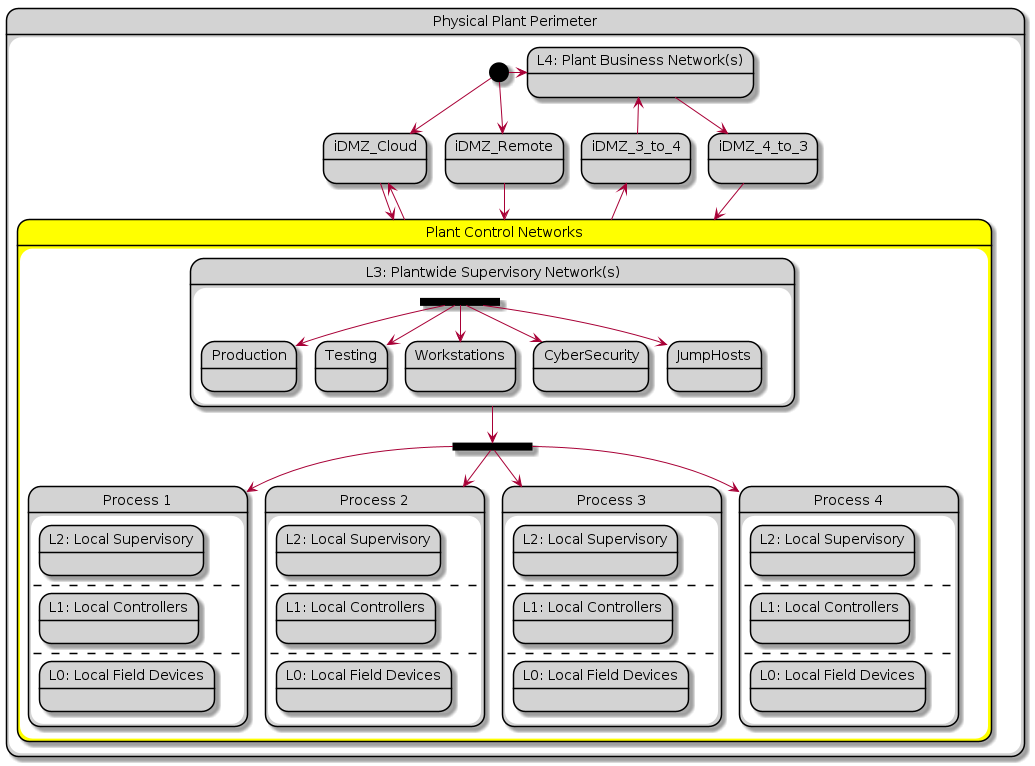 Physical Plant Perimeter
L4: Plant Business Network(s)
iDMZ_Cloud
iDMZ_Remote
iDMZ_3_to_4
iDMZ_4_to_3
Plant Control Networks
L3: Plantwide Supervisory Network(s)
Production
Testing
Workstations
CyberSecurity
JumpHosts
Process 1
L2: Local Supervisory
L1: Local Controllers
L0: Local Field Devices
Process 2
L2: Local Supervisory
L1: Local Controllers
L0: Local Field Devices
Process 3
L2: Local Supervisory
L1: Local Controllers
L0: Local Field Devices
Process 4
L2: Local Supervisory
L1: Local Controllers
L0: Local Field Devices